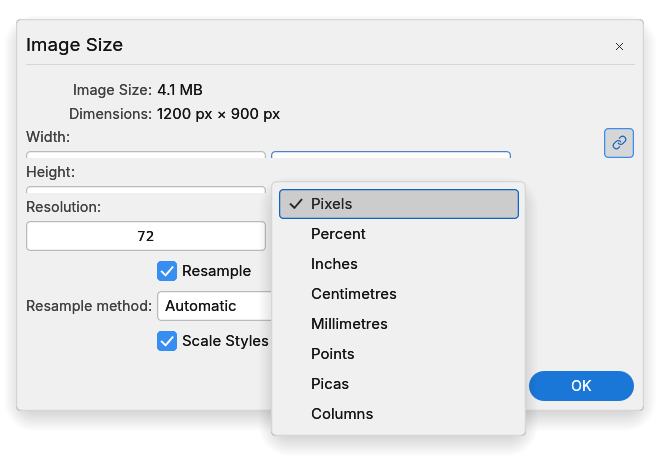 Image Size
Image Size: 4.1 MB
Dimensions: 1200 px × 900 px
Width:
Height:
Resolution:
72
Resample
Resample method: Automatic
Scale Styles
Pixels
Percent
Inches
Centimetres
Millimetres
Points
Picas
Columns
OK